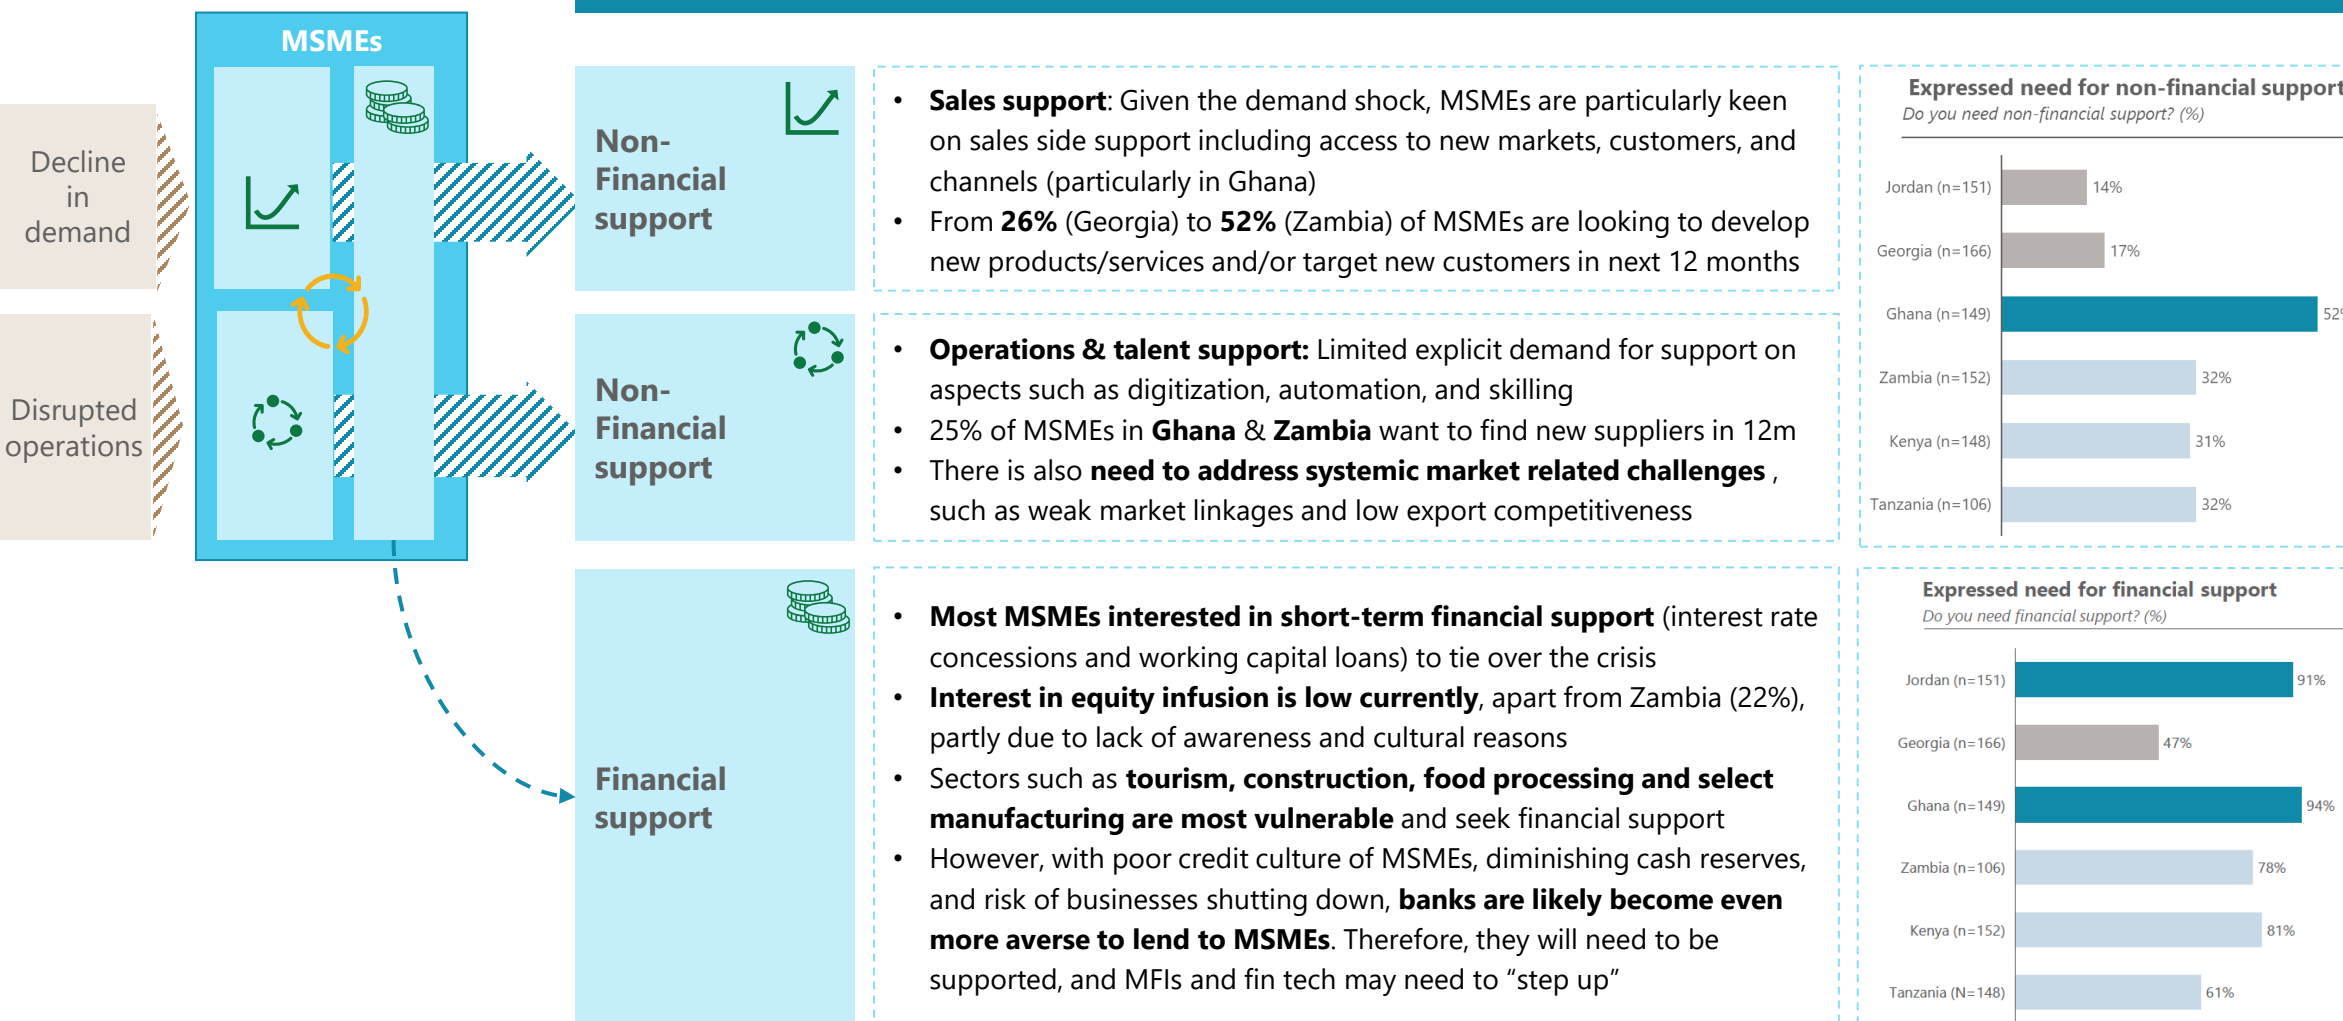 MSMEs
Decline
in
demand
Disrupted
operations
Non-
Financial
support
• Sales support: Given the demand shock, MSMEs are particularly keen
on sales side support including access to new markets, customers, and
channels (particularly in Ghana)
• From 26% (Georgia) to 52% (Zambia) of MSMEs are looking to develop
new products/services and/or target new customers in next 12 months
Non-
Financial
support
• Operations & talent support: Limited explicit demand for support on
aspects such as digitization, automation, and skilling
• 25% of MSMEs in Ghana & Zambia want to find new suppliers in 12m
• There is also need to address systemic market related challenges ,
such as weak market linkages and low export competitiveness
Financial
support
• Most MSMEs interested in short-term financial support (interest rate
concessions and working capital loans) to tie over the crisis
• Interest in equity infusion is low currently, apart from Zambia (22%),
partly due to lack of awareness and cultural reasons
• Sectors such as tourism, construction, food processing and select
manufacturing are most vulnerable and seek financial support
• However, with poor credit culture of MSMEs, diminishing cash reserves,
and risk of businesses shutting down, banks are likely become even
more averse to lend to MSMEs. Therefore, they will need to be
supported, and MFIs and fin tech may need to “step up”
Expressed need for non-financial support
Do you need non-financial support? (%)
Jordan (n=151) 14%
Georgia (n=166) 17%
Ghana (n=149) 52%
Zambia (n=152) 32%
Kenya (n=148) 31%
Tanzania (n=106) 32%
Expressed need for financial support
Do you need financial support? (%)
Jordan (n=151) 91%
Georgia (n=166) 47%
Ghana (n=149) 94%
Zambia (n=106) 78%
Kenya (n=152) 81%
Tanzania (N=148) 61%